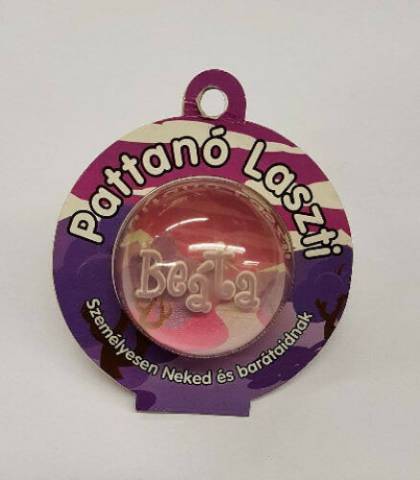 Pattanó Laszti
Beáta
Személyesen Neked és barátaidnak